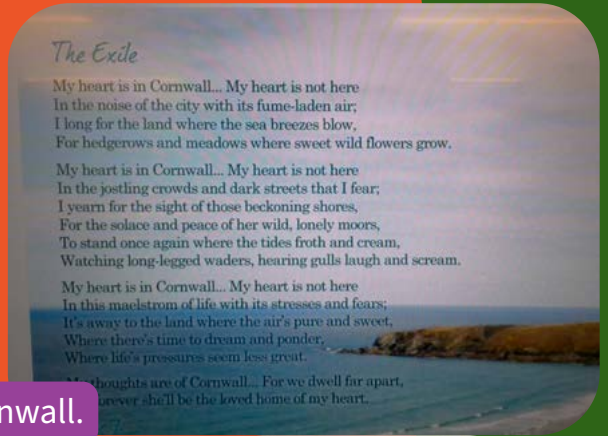 The Exile
My heart is in Cornwall... My heart is not here
In the noise of the city with its fume-laden air;
I long for the land where the sea breezes blow,
For hedgerows and meadows where sweet wild flowers grow.
My heart is in Cornwall... My heart is not here
In the jostling crowds and dark streets that I fear;
I yearn for the sight of those beckoning shores,
For the solace and peace of her wild, lonely moors,
To stand once again where the tides froth and cream,
Watching long-legged waders, hearing gulls laugh and scream.
My heart is in Cornwall... My heart is not here
In this maelstrom of life with its stresses and fears;
It's away to the land where the air's pure and sweet,
Where there's time to dream and ponder,
Where life's pressures seem less great.
thoughts are of Cornwall... For we dwell far apart,
she'll be the loved home of my heart.
nwall.